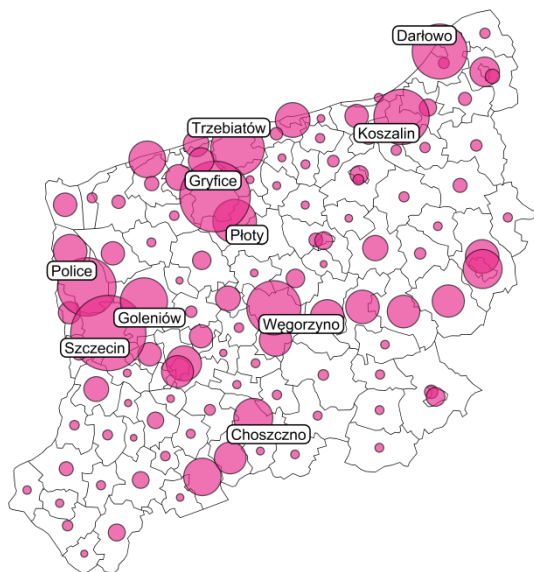 Darłowo
Trzebiatów
Koszalin
Gryfice
Płoty
Police
Goleniów
Węgorzyno
Szczecin
Choszczno